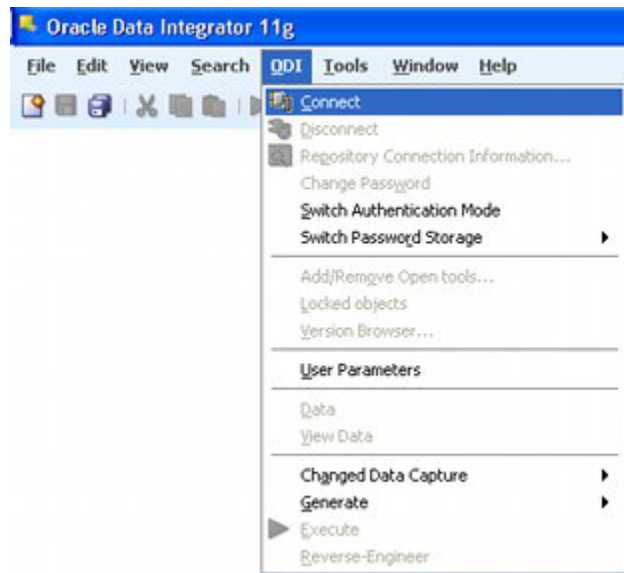 Oracle Data Integrator 11g
File Edit View Search ODI Tools Window Help
Connect
Disconnect
Repository Connection Information...
Change Password
Switch Authentication Mode
Switch Password Storage
Add/Remove Open tools...
Locked objects
Version Browser...
User Parameters
Data
View Data
Changed Data Capture
Generate
Execute
Reverse-Engineer